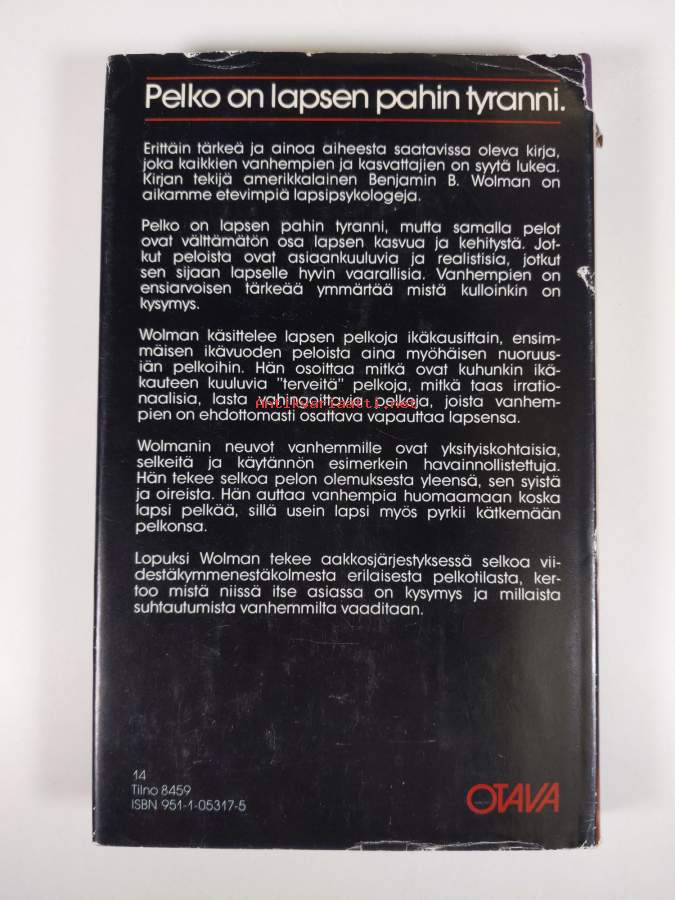 Pelko on lapsen pahin tyranni.
Erittäin tärkeä ja ainoa aiheesta saatavissa oleva kirja,
joka kaikkien vanhempien ja kasvattajien on syytä lukea.
Kirjan tekijä amerikkalainen Benjamin B. Wolman on
aikamme etevimpiä lapsipsykologeja.
Pelko on lapsen pahin tyranni, mutta samalla pelot
ovat välttämätön osa lapsen kasvua ja kehitystä. Jot-
kut peloista ovat asiaankuuluvia ja realistisia, jotkut
sen sijaan lapselle hyvin vaarallisia. Vanhempien on
ensiarvoisen tärkeää ymmärtää mistä kulloinkin on
kysymys.
Wolman käsittelee lapsen pelkoja ikäkausittain, ensim-
mäisen ikävuoden peloista aina myöhäisen nuoruus-
iän pelkoihin. Hän osoittaa mitkä ovat kuhunkin ikä-
kauteen kuuluvia "terveitä" pelkoja, mitkä taas irratio-
naalisia, lasta vahingoittavia pelkoja, joista vanhem-
Antikvariaatti.net
pien on ehdottomasti osattava vapauttaa lapsensa.
Wolmanin neuvot vanhemmille ovat yksityiskohtaisia,
selkeitä ja käytännön esimerkein havainnollistettuja.
Hän tekee selkoa pelon olemuksesta yleensä, sen syistä
ja oireista. Hän auttaa vanhempia huomaamaan koska
lapsi pelkää, sillä usein lapsi myös pyrkii kätkemään
pelkonsa.
Lopuksi Wolman tekee aakkosjärjestyksessä selkoa vii-
destäkymmenestäkolmesta erilaisesta pelkotilasta, ker-
too mistä niissä itse asiassa on kysymys ja millaista
suhtautumista vanhemmilta vaaditaan.
14
Tilno 8459
ISBN 951-1-05317-5
OTAVA